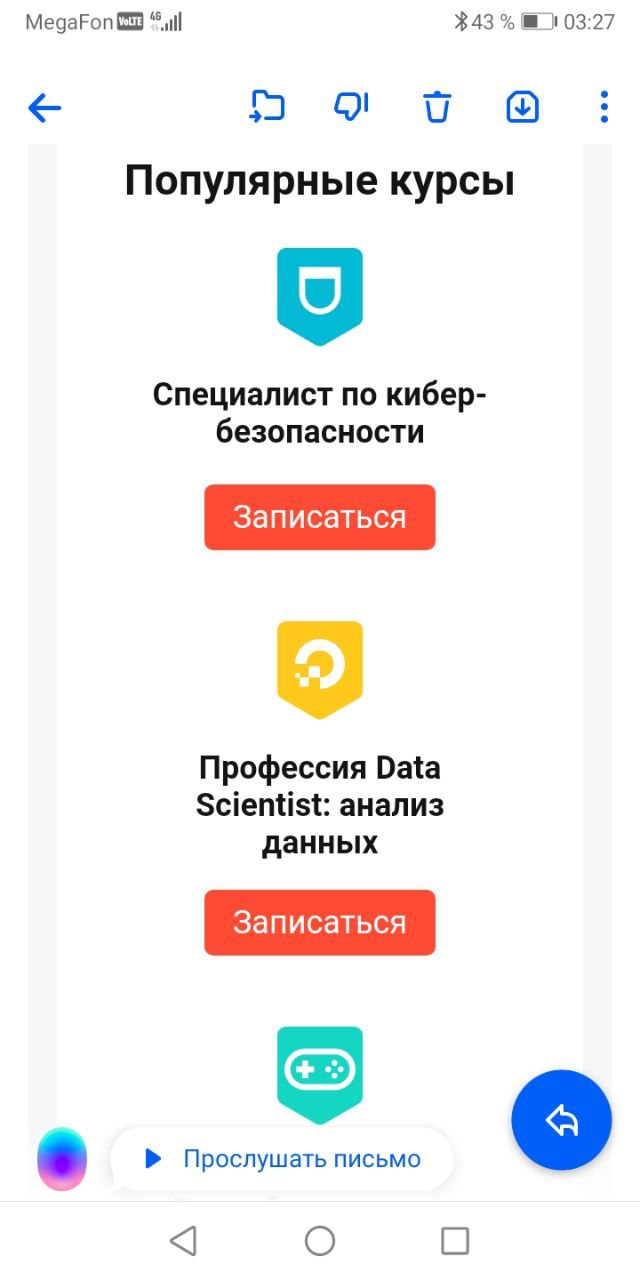 MegaFon VoLTE 4G 43 % 03:27
Популярные курсы
Специалист по кибер-
безопасности
Записаться
Профессия Data
Scientist: анализ
данных
Записаться
Прослушать письмо